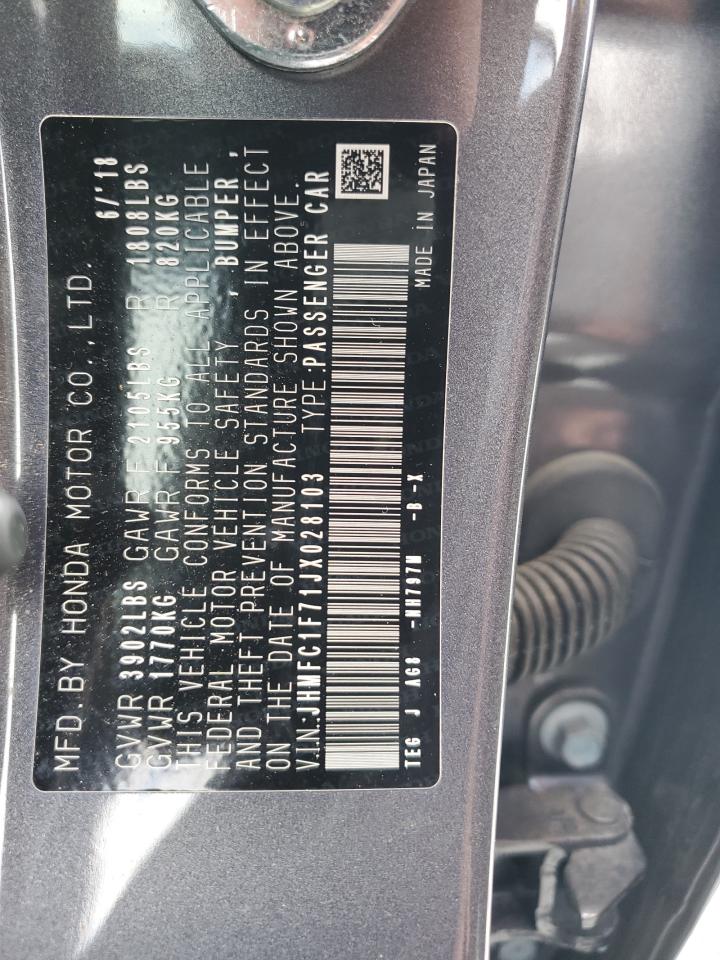 MFD. BY HONDA MOTOR CO., LTD. 6/'18
GVWR 3902LBS GAWR F 2105LBS R 1808LBS
GVWR 1770KG GAWR F 955KG R 820KG
THIS VEHICLE CONFORMS TO ALL APPLICABLE
FEDERAL MOTOR VEHICLE SAFETY , BUMPER ,
AND THEFT PREVENTION STANDARDS IN EFFECT
ON THE DATE OF MANUFACTURE SHOWN ABOVE.
V.I.N:JHMFC1F71JX028103 TYPE:PASSENGER CAR
TEG J AG8 -NH797M -B-X MADE IN JAPAN